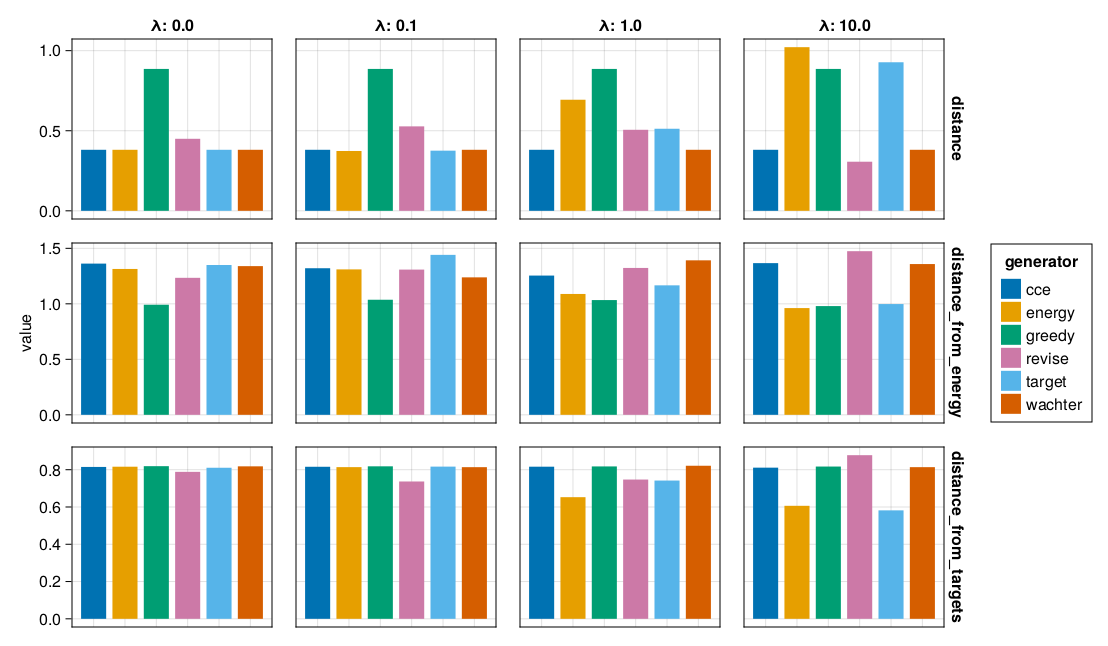 λ: 0.0 λ: 0.1 λ: 1.0 λ: 10.0
1.0
0.5
0.0
distance
1.5
1.0
0.5
0.0
distance_from_energy
value
0.8
0.6
0.4
0.2
0.0
distance_from_targets
generator
cce
energy
greedy
revise
target
wachter